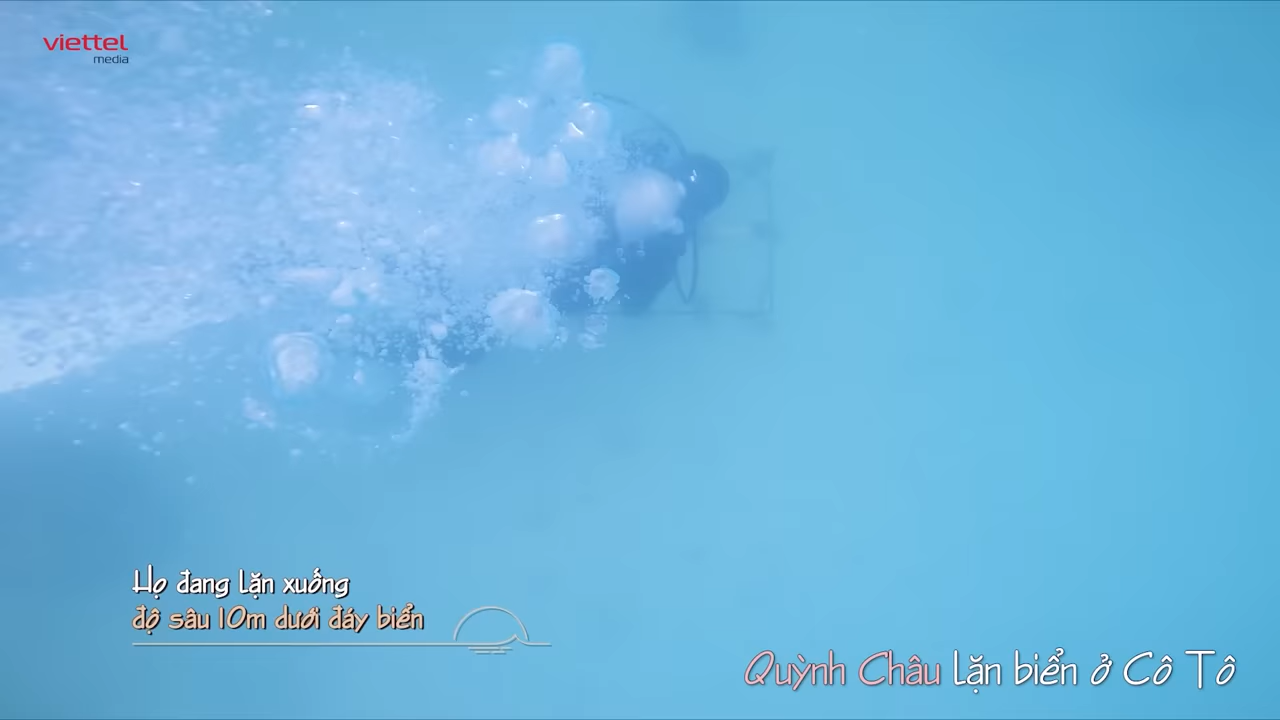 viettel
media
Họ đang lặn xuống
độ sâu 10m dưới đáy biển
Quỳnh Châu lặn biển ở Cô Tô